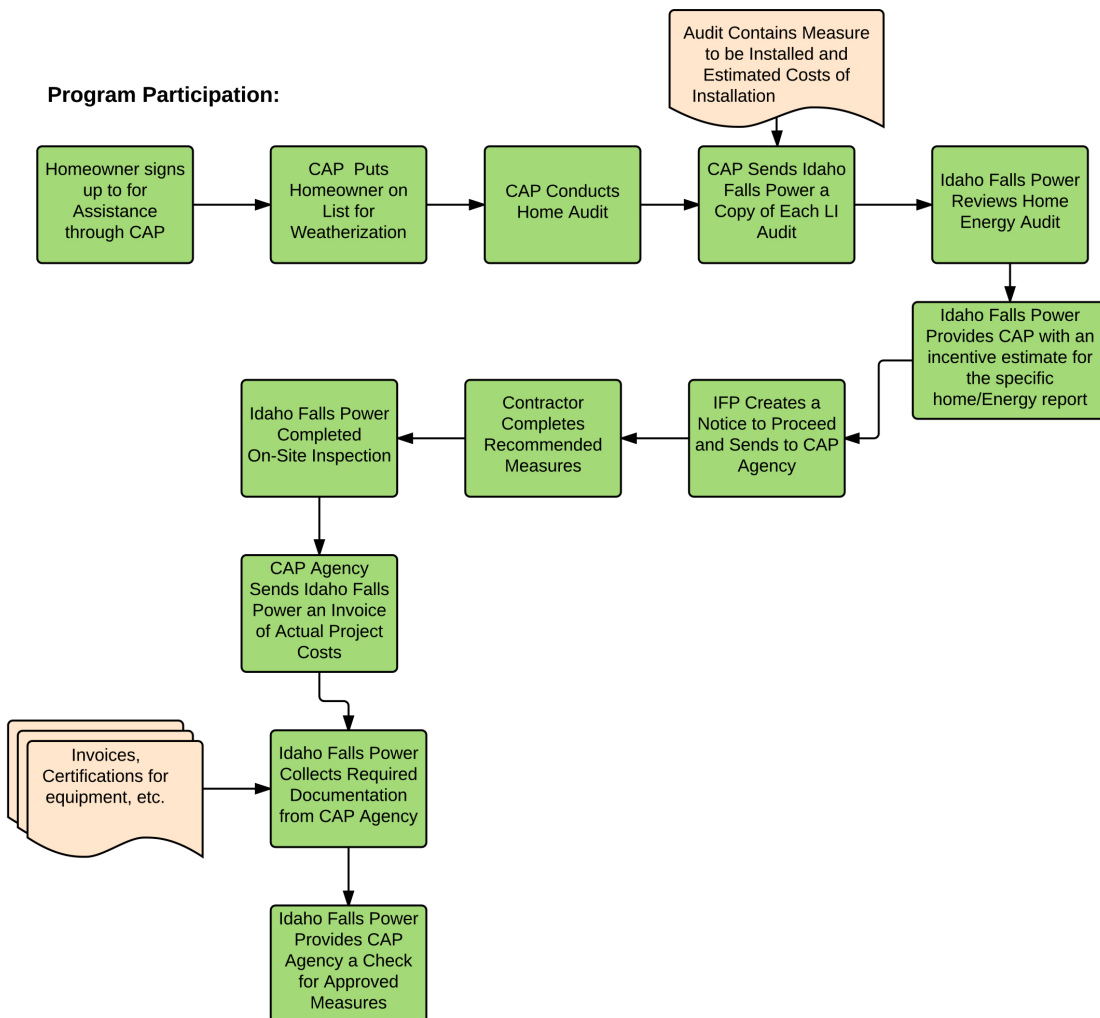 Program Participation:
Audit Contains Measure
to be Installed and
Estimated Costs of
Installation
Homeowner signs
up to for
Assistance
through CAP
CAP Puts
Homeowner on
List for
Weatherization
CAP Conducts
Home Audit
CAP Sends Idaho
Falls Power a
Copy of Each LI
Audit
Idaho Falls Power
Reviews Home
Energy Audit
Idaho Falls Power
Provides CAP with an
incentive estimate for
the specific
home/Energy report
IFP Creates a
Notice to Proceed
and Sends to CAP
Agency
Contractor
Completes
Recommended
Measures
Idaho Falls Power
Completed
On-Site Inspection
CAP Agency
Sends Idaho Falls
Power an Invoice
of Actual Project
Costs
Invoices,
Certifications for
equipment, etc.
Idaho Falls Power
Collects Required
Documentation
from CAP Agency
Idaho Falls Power
Provides CAP
Agency a Check
for Approved
Measures